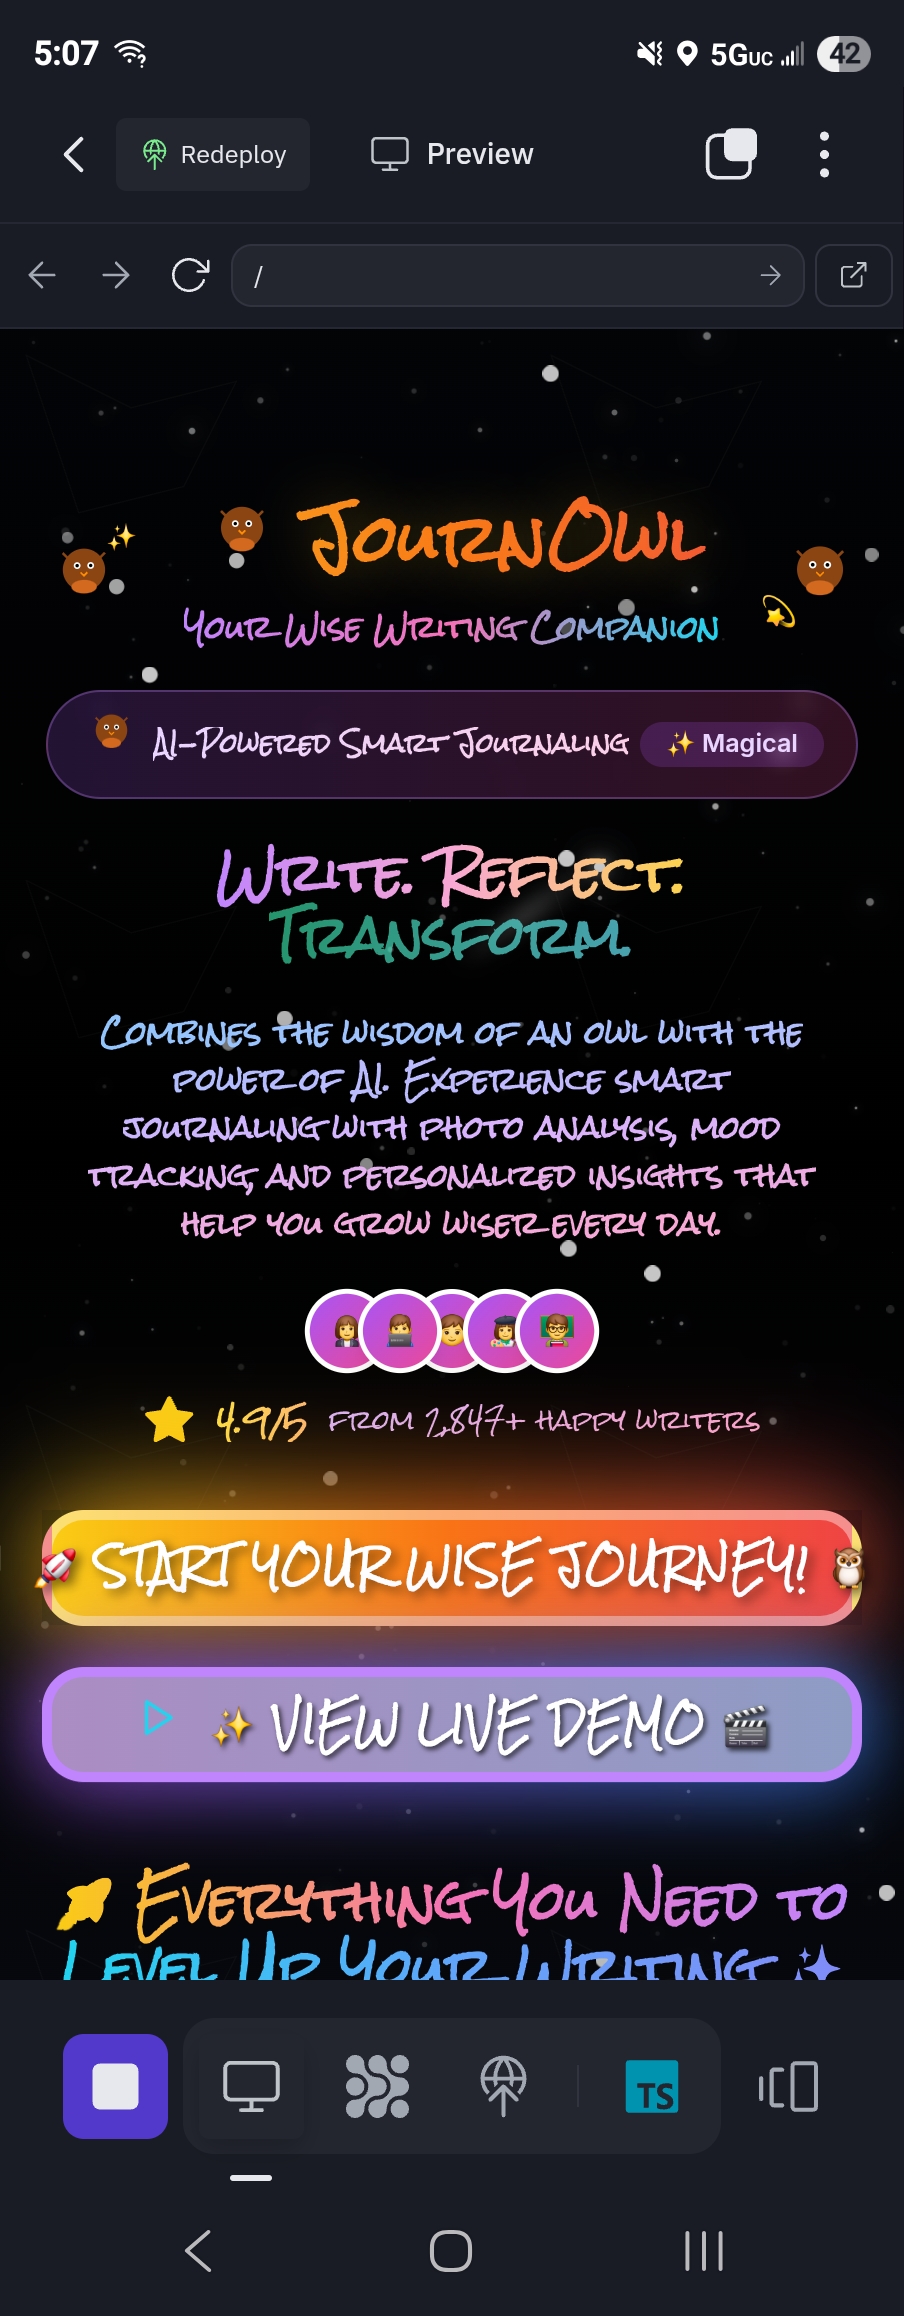 5:07
5GUC
42
Redeploy
Preview
/
JournOwl
Your Wise Writing Companion
AI-Powered Smart Journaling
✨ Magical
Write. Reflect.
Transform.
Combines the wisdom of an owl with the
power of AI. Experience smart
journaling with photo analysis, mood
tracking, and personalized insights that
help you grow wiser every day.
4.9/5 from 2,847+ happy writers
🚀 START YOUR WISE JOURNEY! 🦉
✨ VIEW LIVE DEMO 🎬
🚀 Everything You Need to
Level Up Your Writing ✨
TS